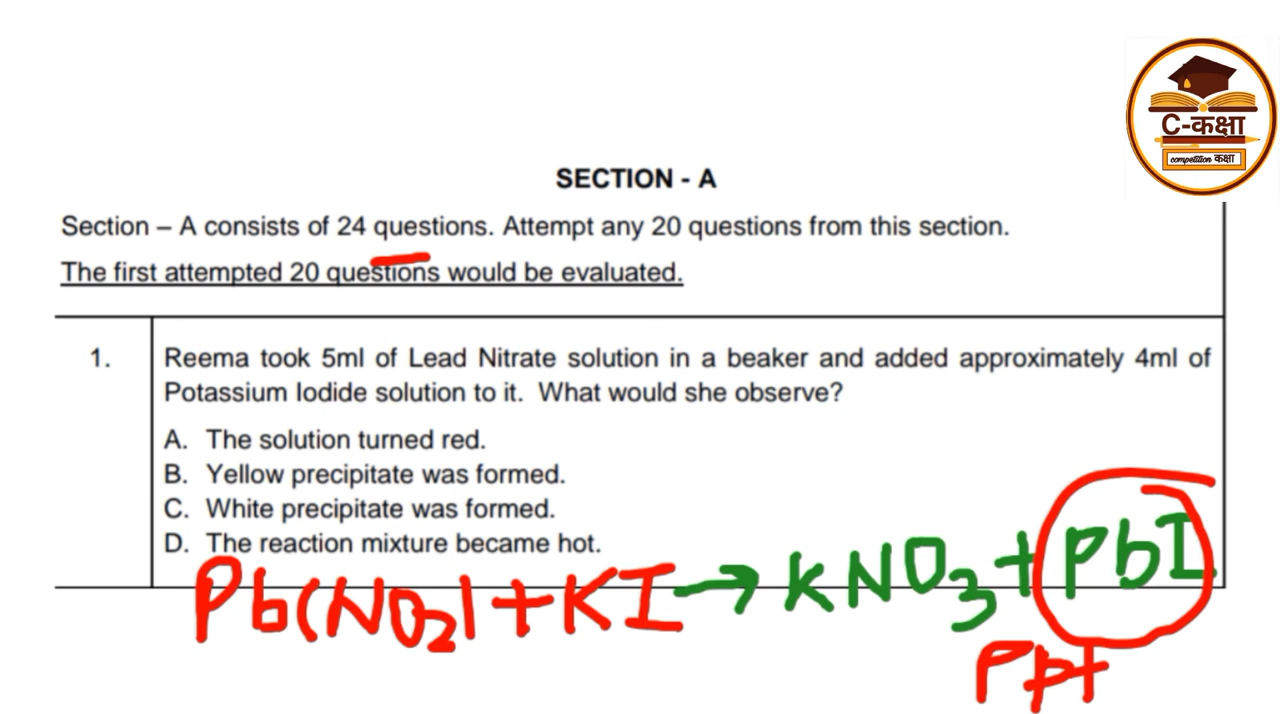 C-कक्षा
competition कक्षा
SECTION - A
Section – A consists of 24 questions. Attempt any 20 questions from this section.
The first attempted 20 questions would be evaluated.
1. Reema took 5ml of Lead Nitrate solution in a beaker and added approximately 4ml of
Potassium Iodide solution to it. What would she observe?
A. The solution turned red.
B. Yellow precipitate was formed.
C. White precipitate was formed.
D. The reaction mixture became hot.
Pb(NO2) + KI → KNO3 + PbI
Ppt